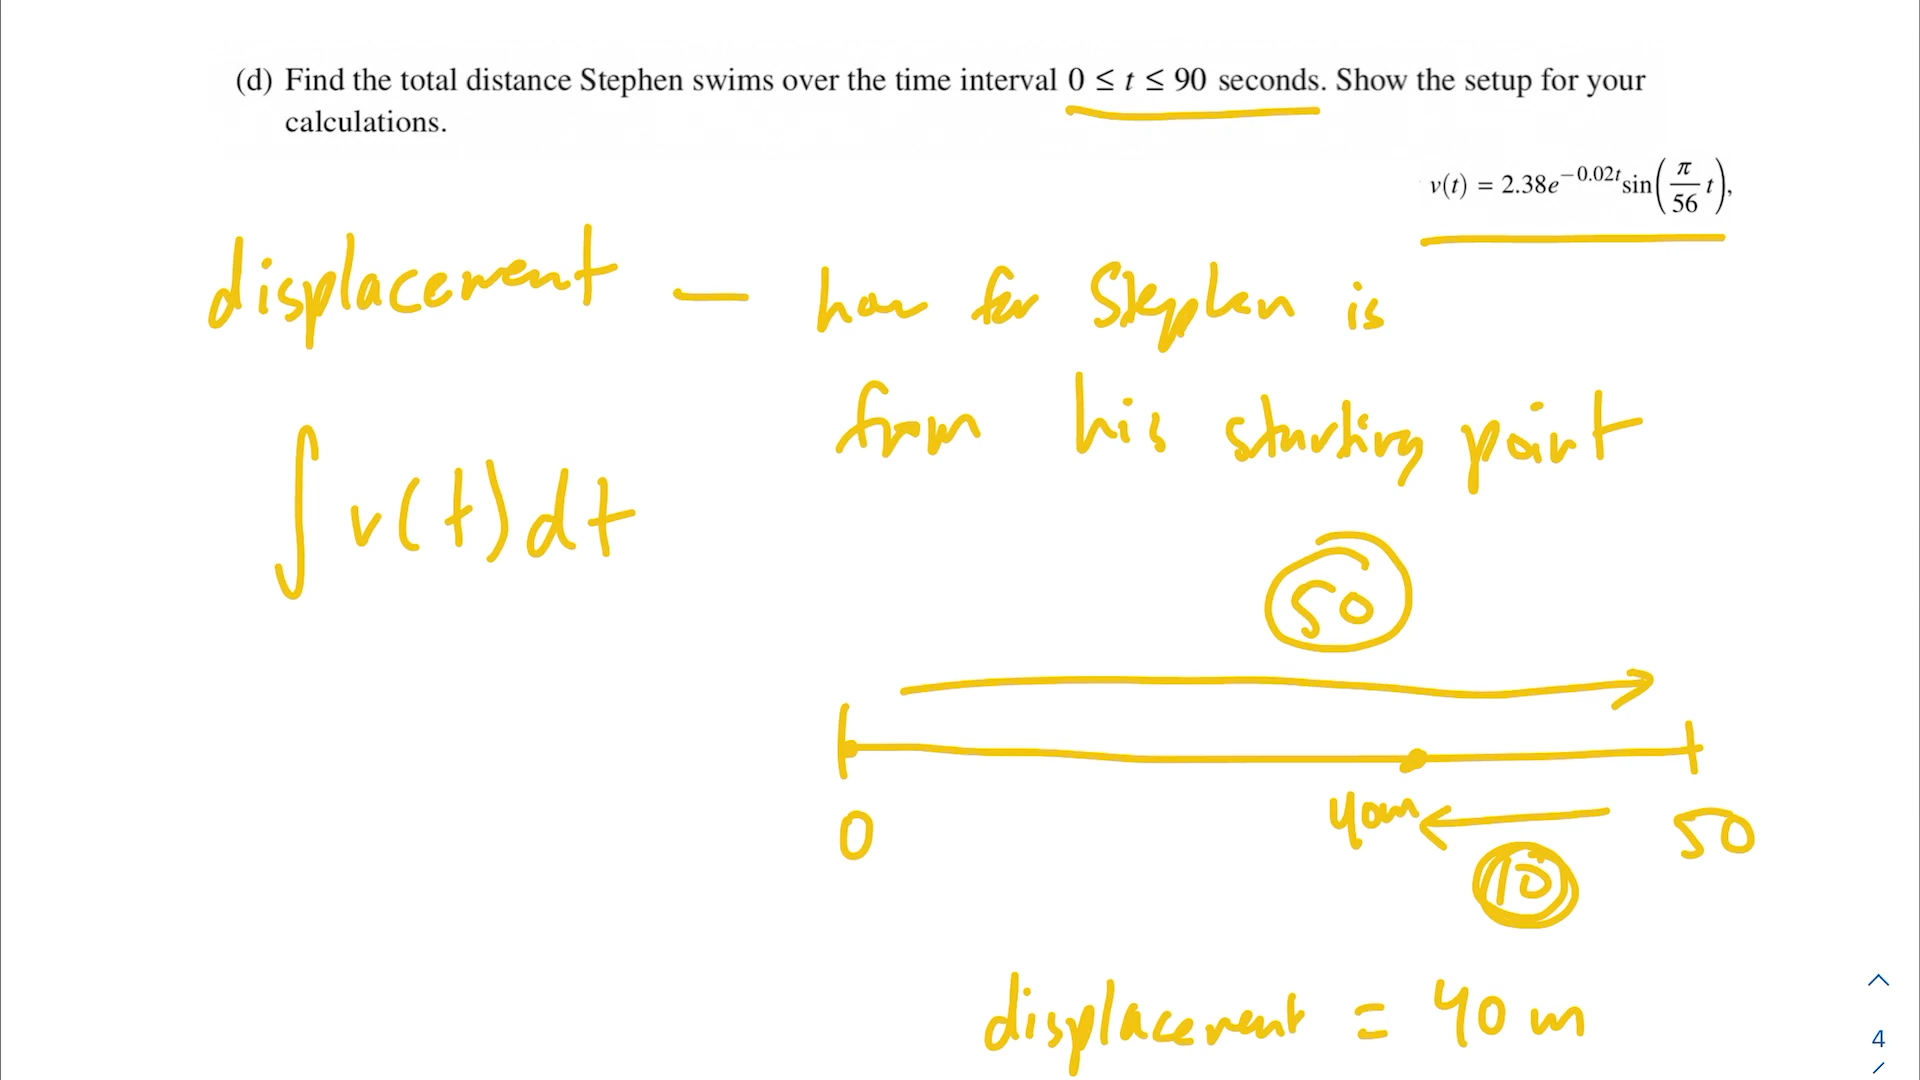 (d) Find the total distance Stephen swims over the time interval 0 ≤ t ≤ 90 seconds. Show the setup for your
calculations.
v(t) = 2.38e^{−0.02t} sin(π/56 t),
displacement — how far Stephen is
from his starting point
∫ v(t) dt
50
0 40m 50
10
displacement = 40 m
4